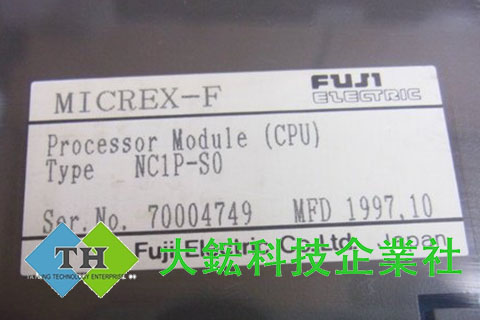 FUJI
ELECTRIC
MICREX-F
Processor Module (CPU)
Type NC1P-S0
Ser.No. 70004749 MFD 1997,10
Fuji Electric Co.,Ltd. Japan
TH
大鈜科技企業社